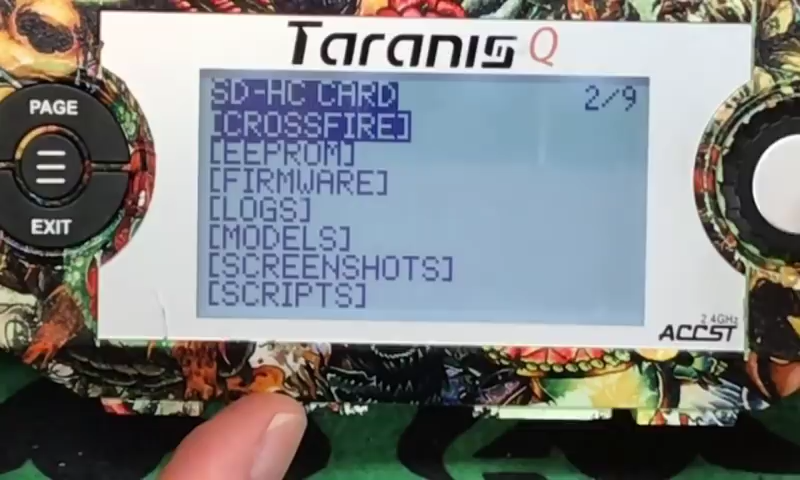 Taranis Q
PAGE
EXIT
SD-HC CARD 2/9
[CROSSFIRE]
[EEPROM]
[FIRMWARE]
[LOGS]
[MODELS]
[SCREENSHOTS]
[SCRIPTS]
2.4GHz
ACCST